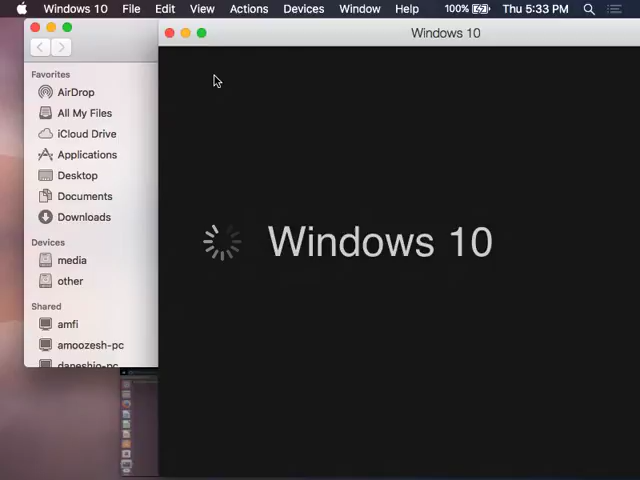 Windows 10 File Edit View Actions Devices Window Help 100% Thu 5:33 PM
Windows 10
Favorites
AirDrop
All My Files
iCloud Drive
Applications
Desktop
Documents
Downloads
Devices
media
other
Shared
amfi
amoozesh-pc
daneshjo-pc
Windows 10